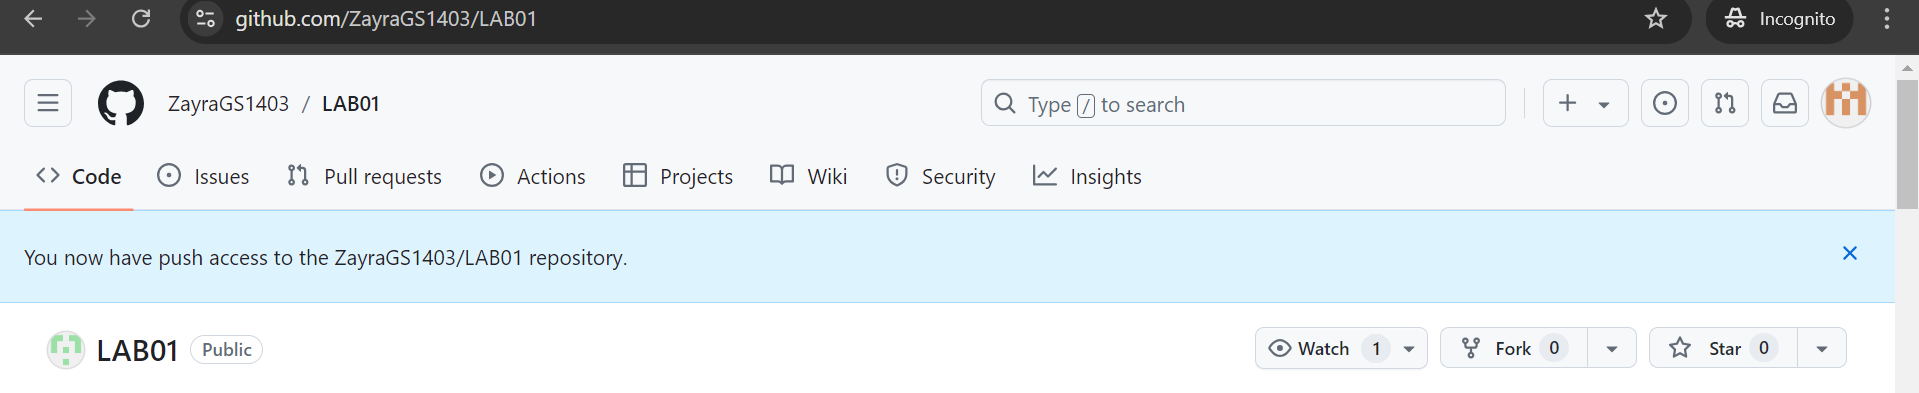 github.com/ZayraGS1403/LAB01
Incognito
ZayraGS1403 / LAB01
Type / to search
Code Issues Pull requests Actions Projects Wiki Security Insights
You now have push access to the ZayraGS1403/LAB01 repository.
LAB01 Public
Watch 1 Fork 0 Star 0